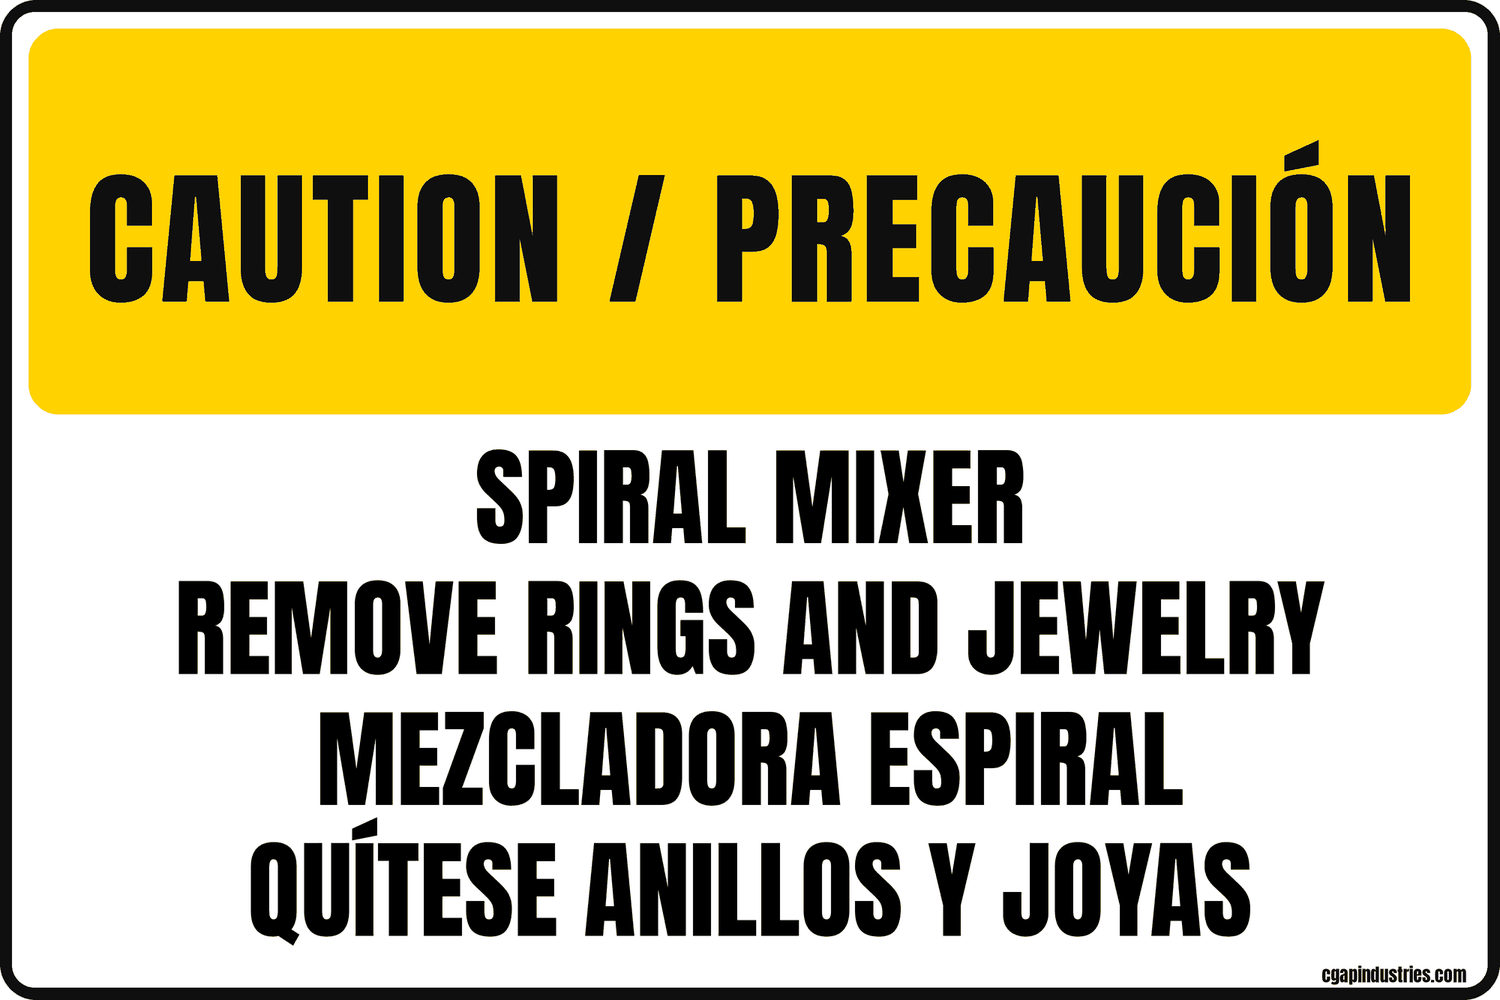 CAUTION / PRECAUCIÓN
SPIRAL MIXER
REMOVE RINGS AND JEWELRY
MEZCLADORA ESPIRAL
QUÍTESE ANILLOS Y JOYAS
cgapindustries.com